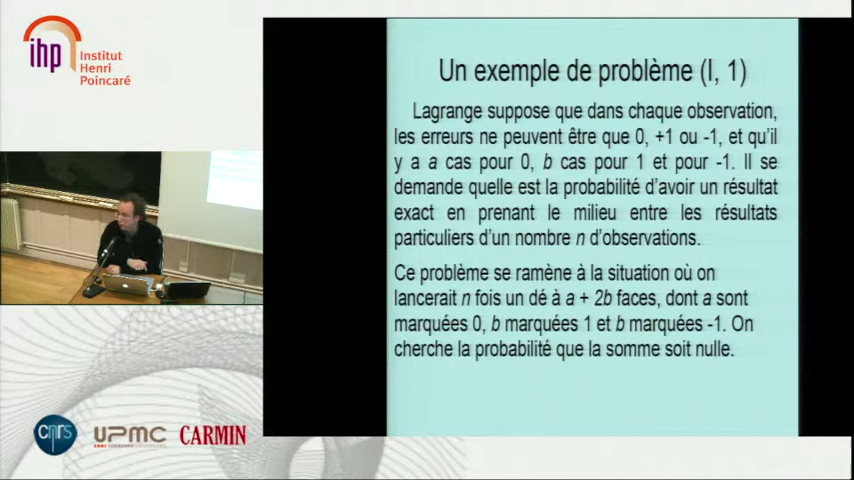 ihp
Institut
Henri
Poincaré
Un exemple de problème (I, 1)
Lagrange suppose que dans chaque observation,
les erreurs ne peuvent être que 0, +1 ou -1, et qu'il
y a a cas pour 0, b cas pour 1 et pour -1. Il se
demande quelle est la probabilité d'avoir un résultat
exact en prenant le milieu entre les résultats
particuliers d'un nombre n d'observations.
Ce problème se ramène à la situation où on
lancerait n fois un dé à a + 2b faces, dont a sont
marquées 0, b marquées 1 et b marquées -1. On
cherche la probabilité que la somme soit nulle.
cnrs
UPMC
CARMIN